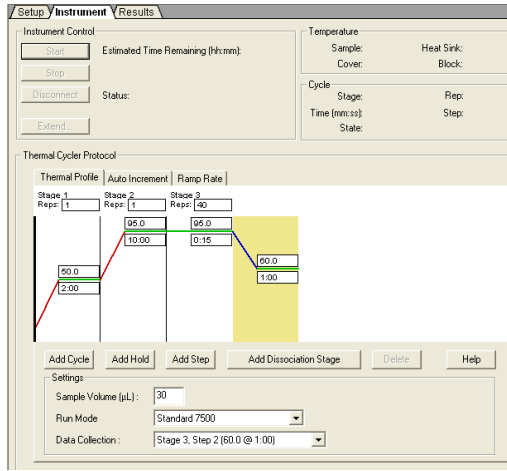 Setup Instrument Results
Instrument Control
Start
Estimated Time Remaining (hh:mm):
Stop
Disconnect
Status:
Extend...
Temperature
Sample: Heat Sink:
Cover: Block:
Cycle
Stage: Rep:
Time (mm:ss): Step:
State:
Thermal Cycler Protocol
Thermal Profile Auto Increment Ramp Rate
Stage 1 Stage 2 Stage 3
Reps: 1 Reps: 1 Reps: 40
95.0 95.0
10:00 0:15
60.0
1:00
50.0
2:00
Add Cycle Add Hold Add Step Add Dissociation Stage Delete Help
Settings
Sample Volume (µL) : 30
Run Mode Standard 7500
Data Collection : Stage 3, Step 2 (60.0 @ 1:00)